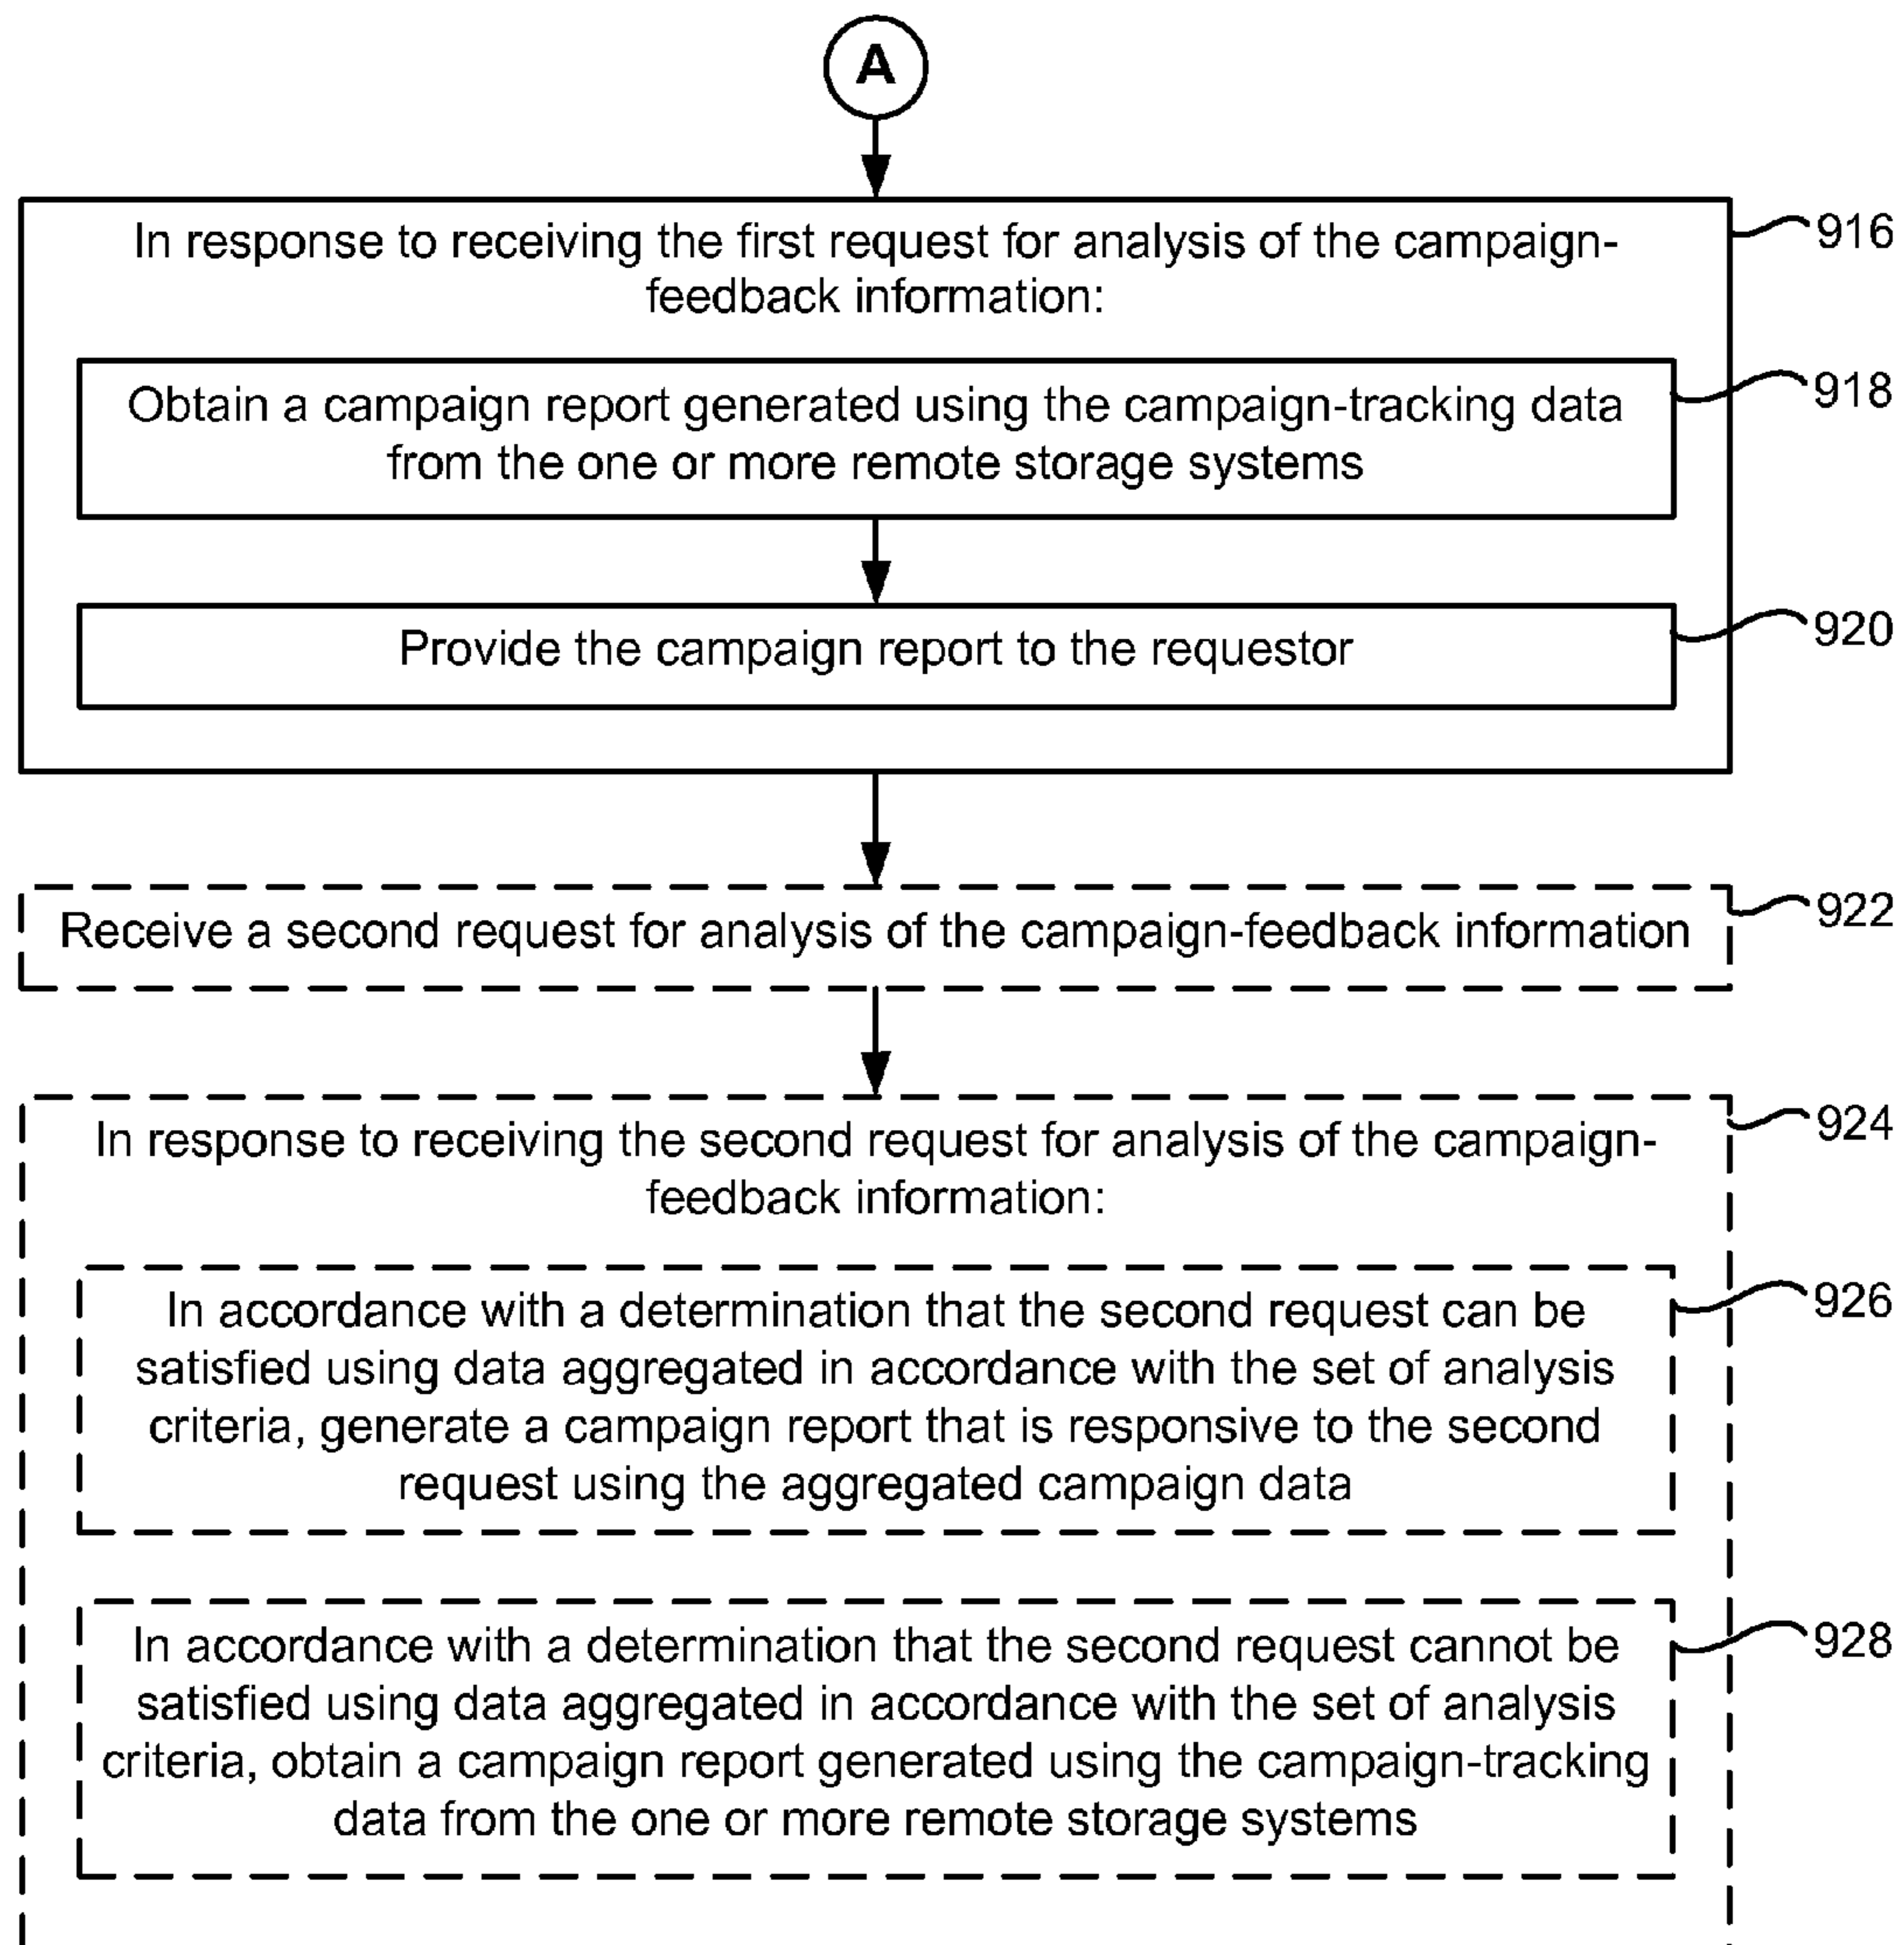 A
In response to receiving the first request for analysis of the campaign-
feedback information:
916
Obtain a campaign report generated using the campaign-tracking data
from the one or more remote storage systems
918
Provide the campaign report to the requestor
920
Receive a second request for analysis of the campaign-feedback information
922
In response to receiving the second request for analysis of the campaign-
feedback information:
924
In accordance with a determination that the second request can be
satisfied using data aggregated in accordance with the set of analysis
criteria, generate a campaign report that is responsive to the second
request using the aggregated campaign data
926
In accordance with a determination that the second request cannot be
satisfied using data aggregated in accordance with the set of analysis
criteria, obtain a campaign report generated using the campaign-tracking
data from the one or more remote storage systems
928